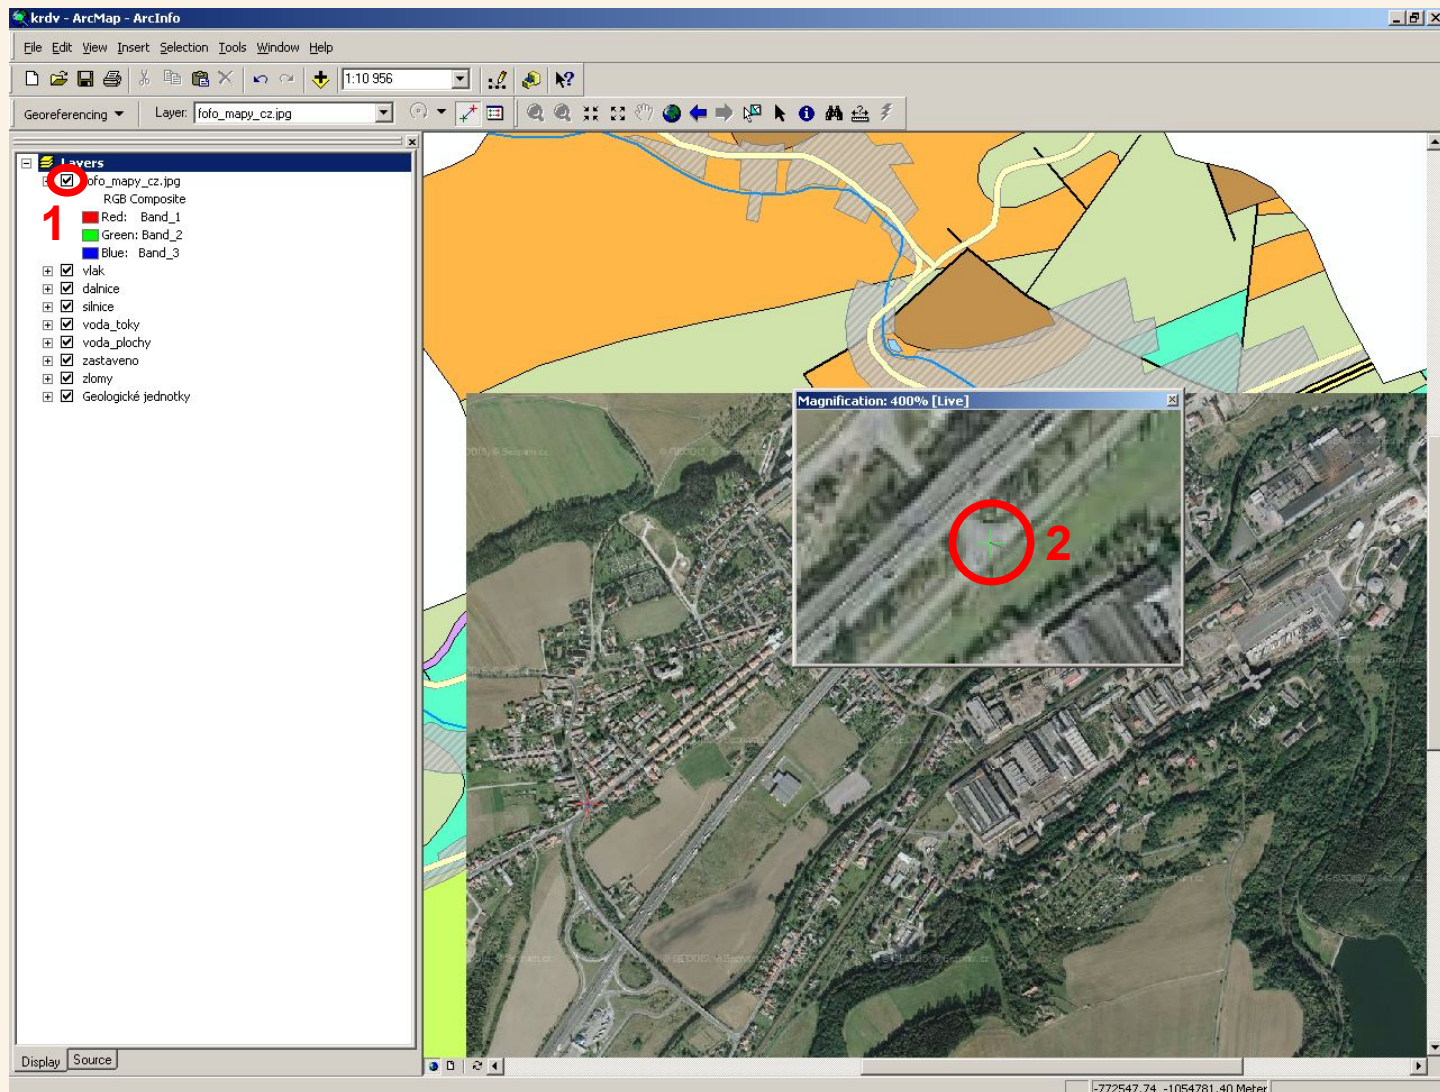 krdv - ArcMap - ArcInfo
File Edit View Insert Selection Tools Window Help
1:10 956
Georeferencing Layer: fofo_mapy_cz.jpg
Layers
fofo_mapy_cz.jpg
RGB Composite
1
Red: Band_1
Green: Band_2
Blue: Band_3
vlak
dalnice
silnice
voda_toky
voda_plochy
zastaveno
zlomy
Geologické jednotky
Magnification: 400% [Live]
2
Display Source
-772547.74 -1054781.40 Meter